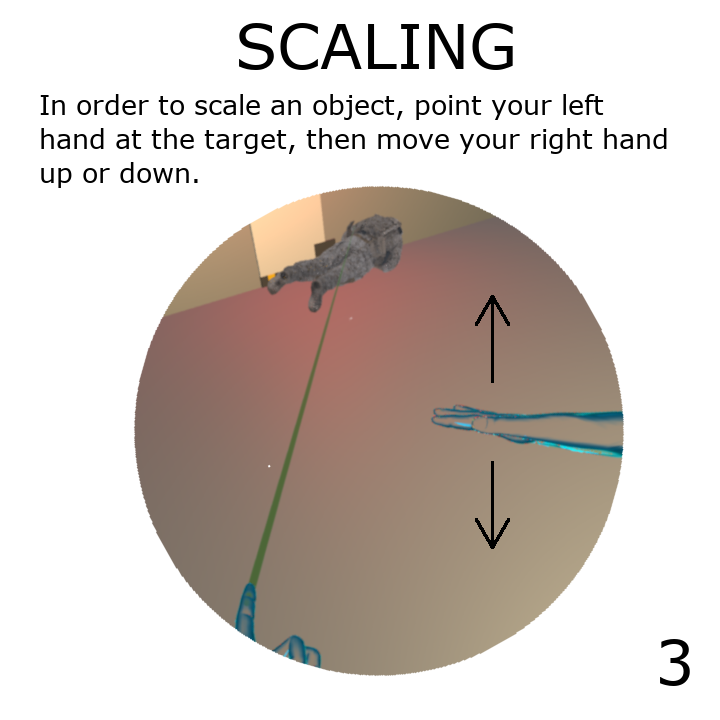 SCALING
In order to scale an object, point your left
hand at the target, then move your right hand
up or down.
3